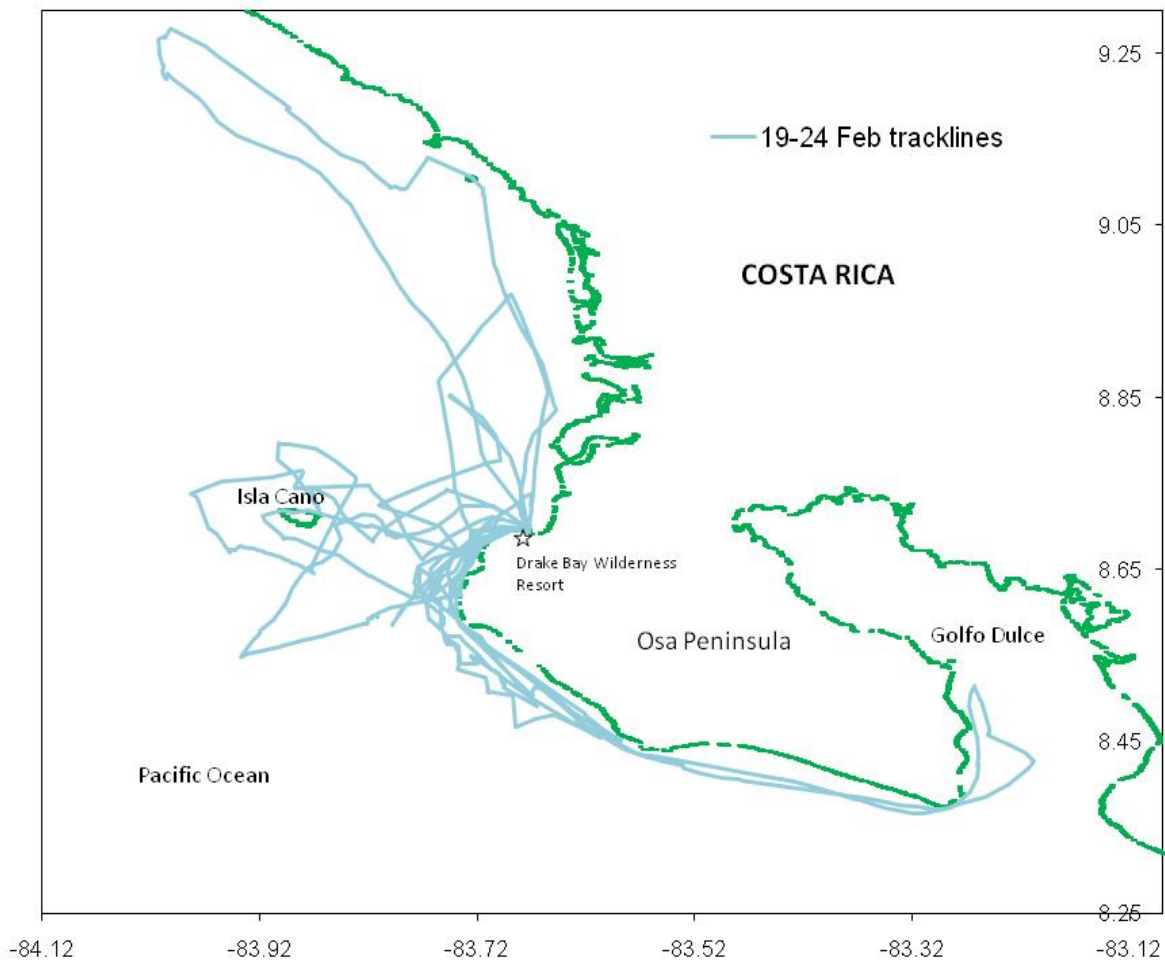 9.25
19-24 Feb tracklines
9.05
COSTA RICA
8.85
Isla Cano
Drake Bay Wilderness
Resort
8.65
Osa Peninsula
Golfo Dulce
8.45
Pacific Ocean
8.25
-84.12 -83.92 -83.72 -83.52 -83.32 -83.12